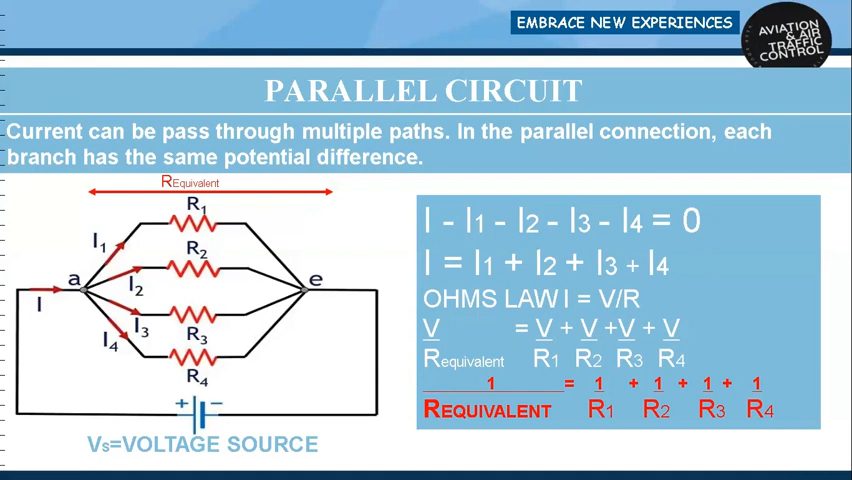 EMBRACE NEW EXPERIENCES
AVIATION
& AIR
TRAFFIC
CONTROL
PARALLEL CIRCUIT
Current can be pass through multiple paths. In the parallel connection, each
branch has the same potential difference.
REquivalent
R1
I1
R2
a
e
I2
I
I3
R3
I4
R4
+ −
Vs=VOLTAGE SOURCE
I - I1 - I2 - I3 - I4 = 0
I = I1 + I2 + I3 + I4
OHMS LAW I = V/R
V = V + V +V + V
Requivalent R1 R2 R3 R4
1 = 1 + 1 + 1 + 1
REQUIVALENT R1 R2 R3 R4